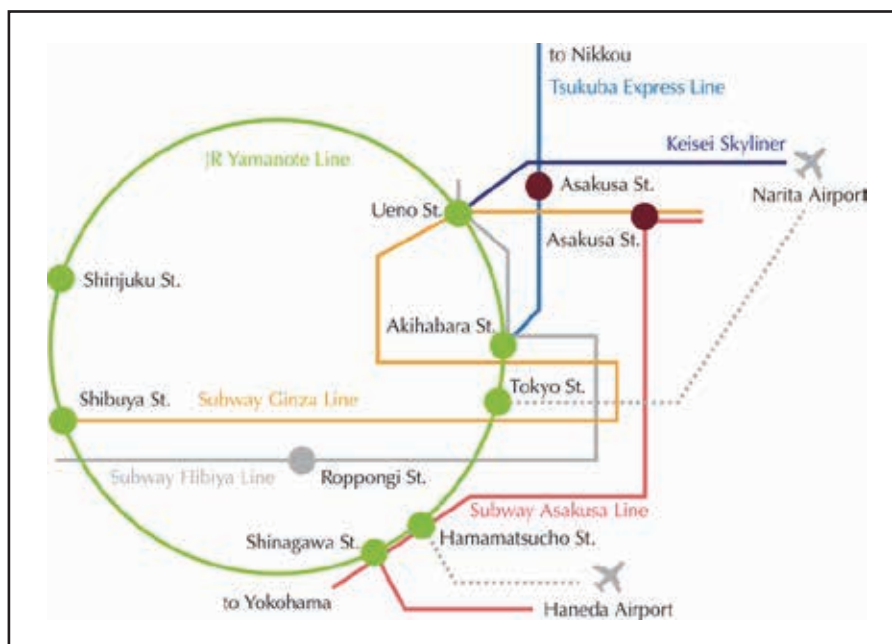 to Nikkou
Tsukuba Express Line
Keisei Skyliner
JR Yamanote Line
Asakusa St.
Narita Airport
Ueno St.
Asakusa St.
Shinjuku St.
Akihabara St.
Tokyo St.
Shibuya St.
Subway Ginza Line
Subway Hibiya Line
Roppongi St.
Subway Asakusa Line
Shinagawa St.
Hamamatsucho St.
to Yokohama
Haneda Airport